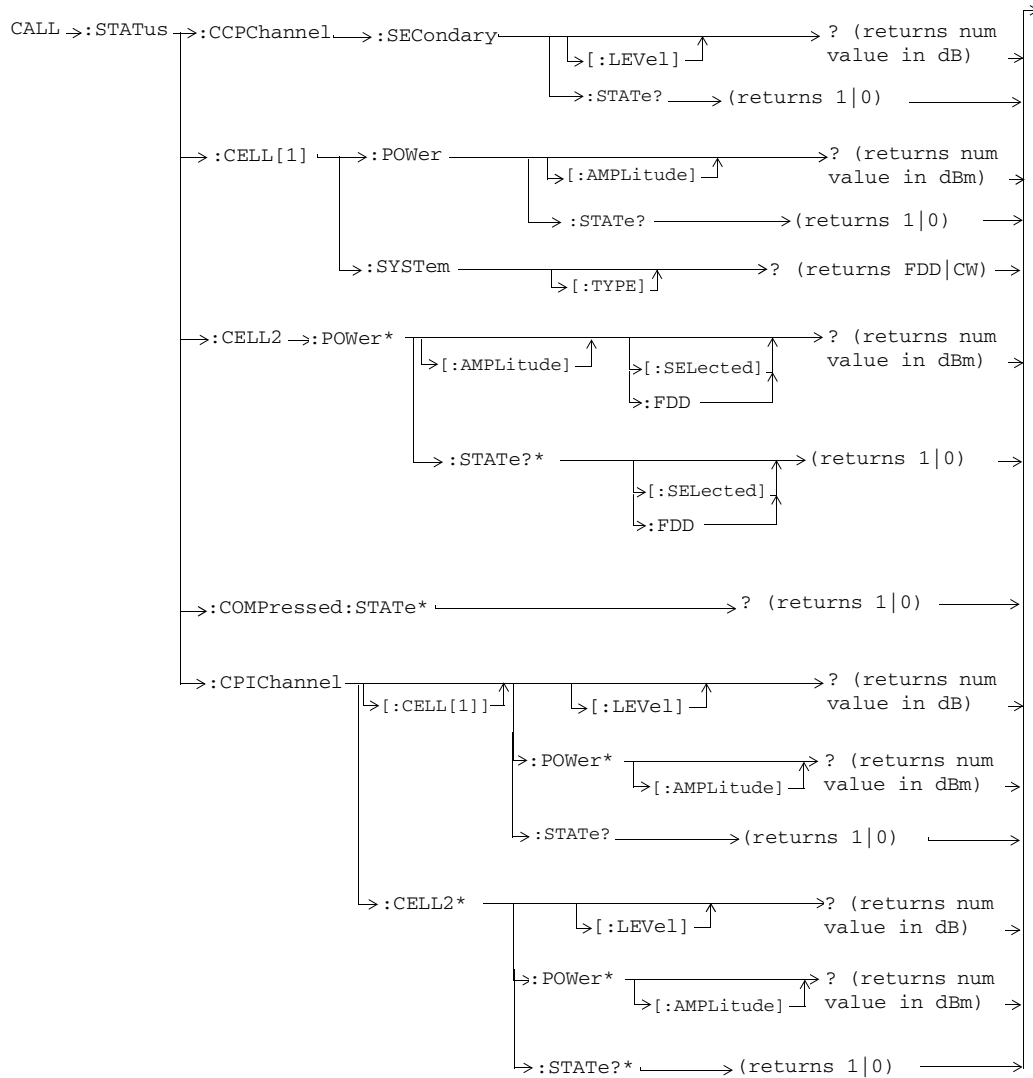 CALL :STATus :CCPChannel :SECondary ? (returns num
[:LEVel] value in dB)
:STATe? (returns 1|0)
:CELL[1] :POWer ? (returns num
[:AMPLitude] value in dBm)
:STATe? (returns 1|0)
:SYSTem ? (returns FDD|CW)
[:TYPE]
:CELL2 :POWer* ? (returns num
[:AMPLitude] [:SELected] value in dBm)
:FDD
:STATe?* (returns 1|0)
[:SELected]
:FDD
:COMPressed:STATe* ? (returns 1|0)
:CPIChannel ? (returns num
[:CELL[1]] [:LEVel] value in dB)
:POWer* ? (returns num
[:AMPLitude] value in dBm)
:STATe? (returns 1|0)
:CELL2* ? (returns num
[:LEVel] value in dB)
:POWer* ? (returns num
[:AMPLitude] value in dBm)
:STATe?* (returns 1|0)